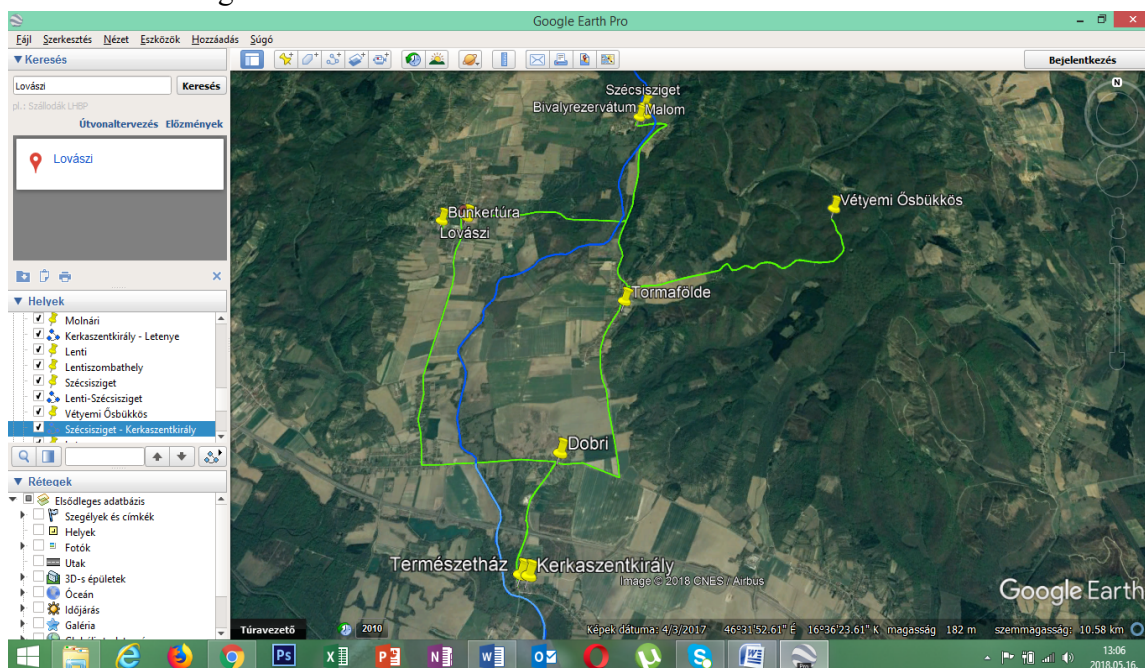 Google Earth Pro
Fájl Szerkesztés Nézet Eszközök Hozzáadás Súgó
Keresés
Bejelentkezés
Lovászi
Keresés
pl.: Szállodák LHBP
Útvonaltervezés Előzmények
Lovászi
Helyek
Molnári
Kerkaszentkirály - Letenye
Lenti
Lentiszombathely
Szécsisziget
Lenti-Szécsisziget
Vétyemi Ősbükkös
Szécsisziget - Kerkaszentkirály
Rétegek
Elsődleges adatbázis
Szegélyek és címkék
Helyek
Fotók
Utak
3D-s épületek
Óceán
Időjárás
Galéria
N
Szécsisziget
Bivalyrezervátum
Malom
Vétyemi Ősbükkös
Bunkertúra
Lovászi
Tormafölde
Dobri
Természetház
Kerkaszentkirály
Image © 2018 CNES / Airbus
Google Earth
Túravezető
2010
Képek dátuma: 4/3/2017 46°31'52.61" É 16°36'23.61" K magasság 182 m szemmagasság: 10.58 km
13:06
2018.05.16.